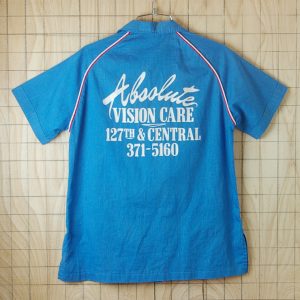 Absolute
VISION CARE
127TH & CENTRAL
371-5160